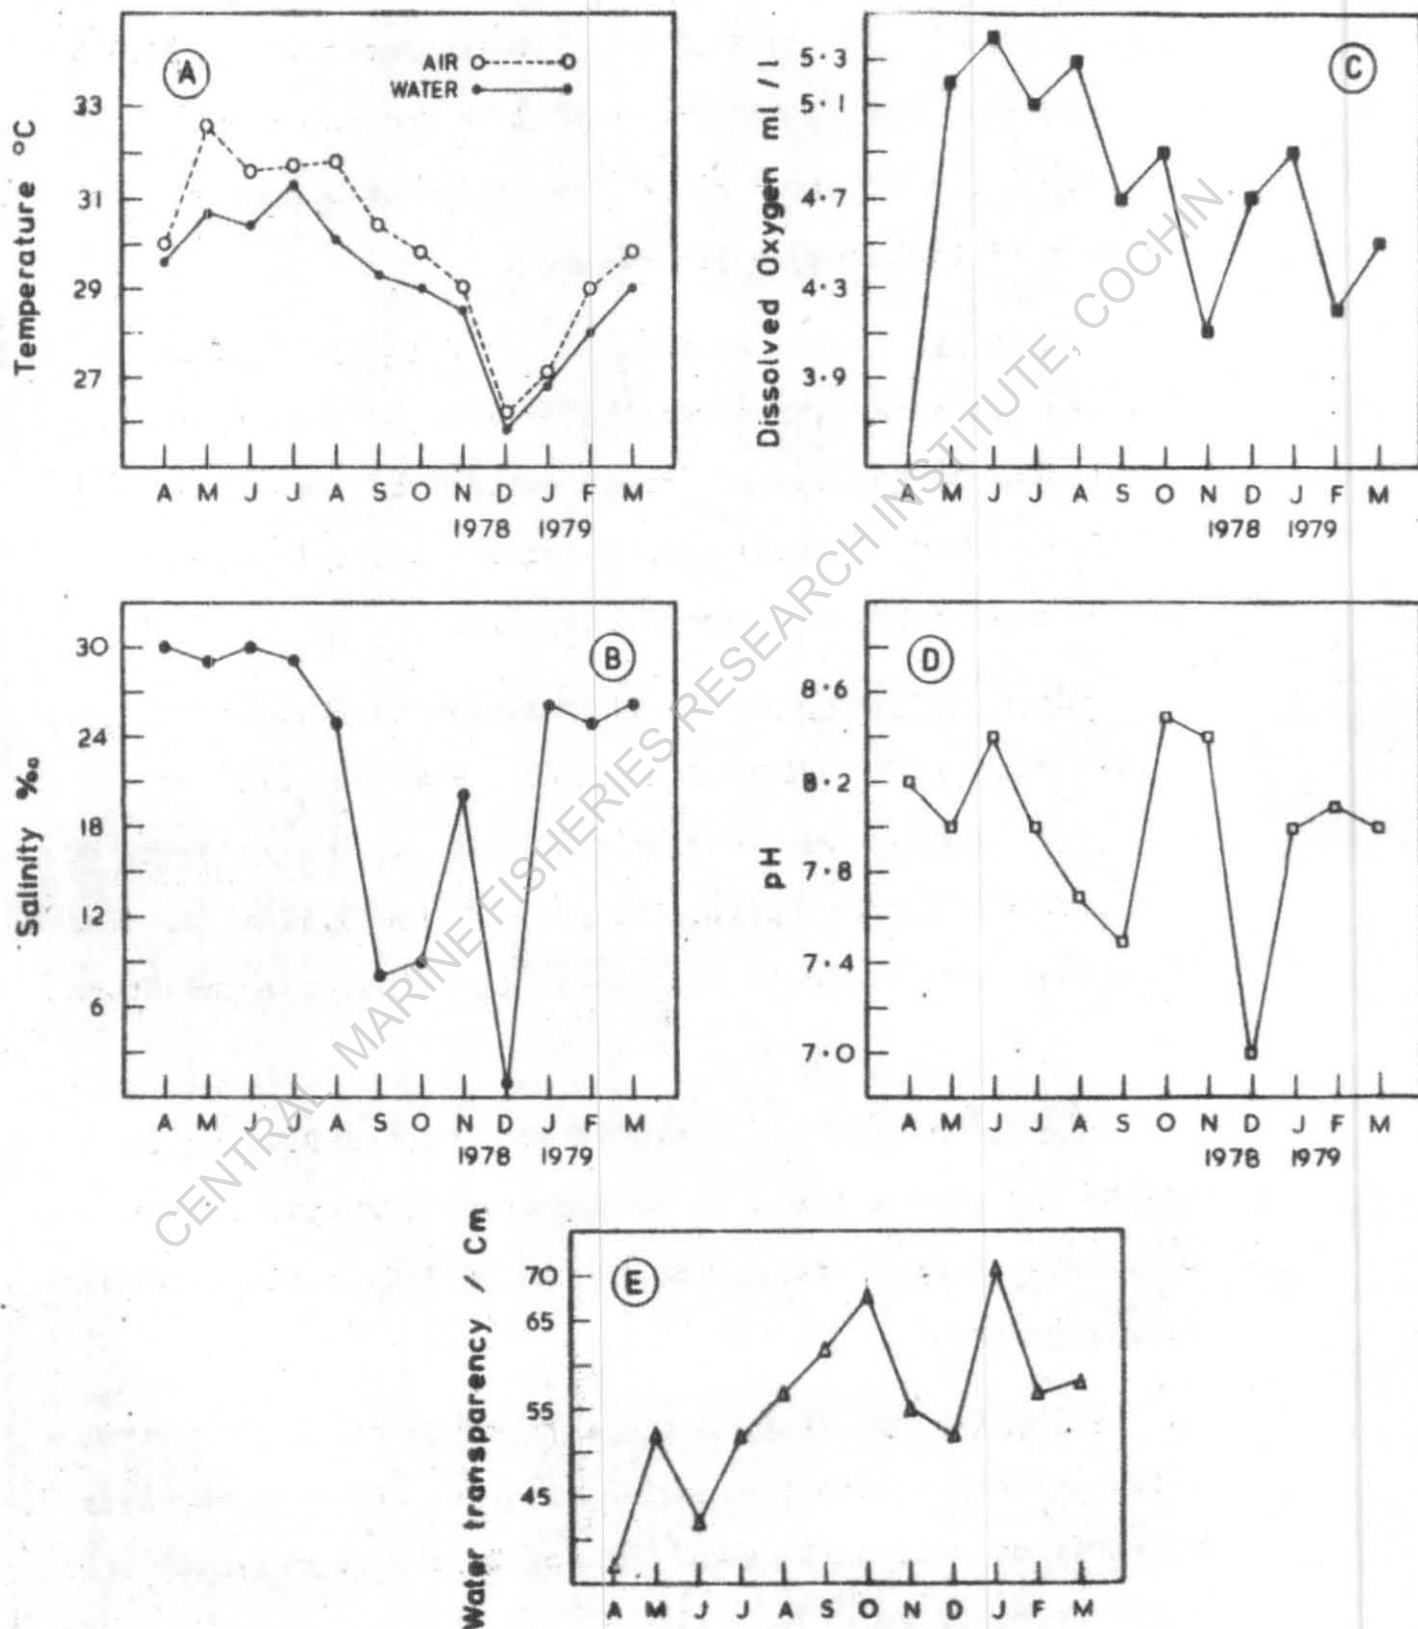 A
AIR
WATER
Temperature °C
33
31
29
27
A M J J A S O N D J F M
1978 1979
C
Dissolved Oxygen ml / l
5.3
5.1
4.7
4.3
3.9
A M J J A S O N D J F M
1978 1979
B
Salinity ‰
30
24
18
12
6
A M J J A S O N D J F M
1978 1979
D
pH
8.6
8.2
7.8
7.4
7.0
A M J J A S O N D J F M
1978 1979
E
Water transparency / Cm
70
65
55
45
A M J J A S O N D J F M
CENTRAL MARINE FISHERIES RESEARCH INSTITUTE, COCHIN.